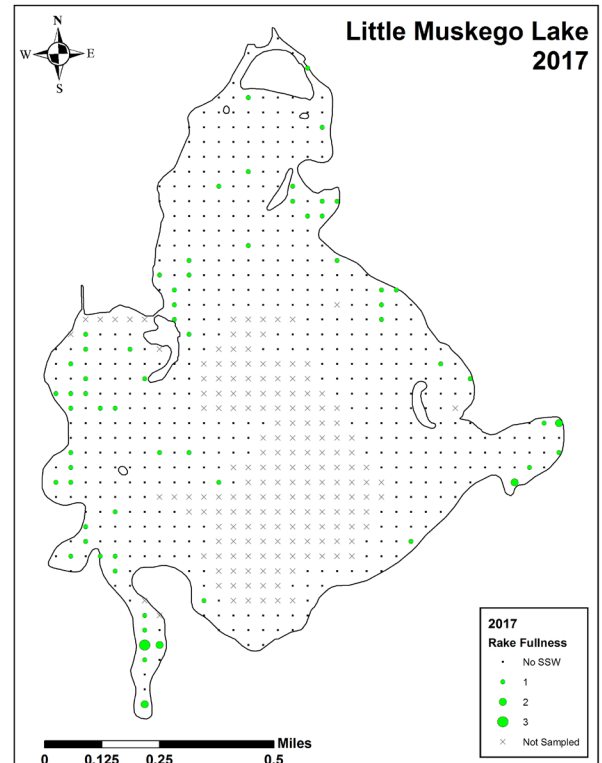 N
W E
S
Little Muskego Lake
2017
2017
Rake Fullness
No SSW
1
2
3
Not Sampled
Miles
0 0.125 0.25 0.5